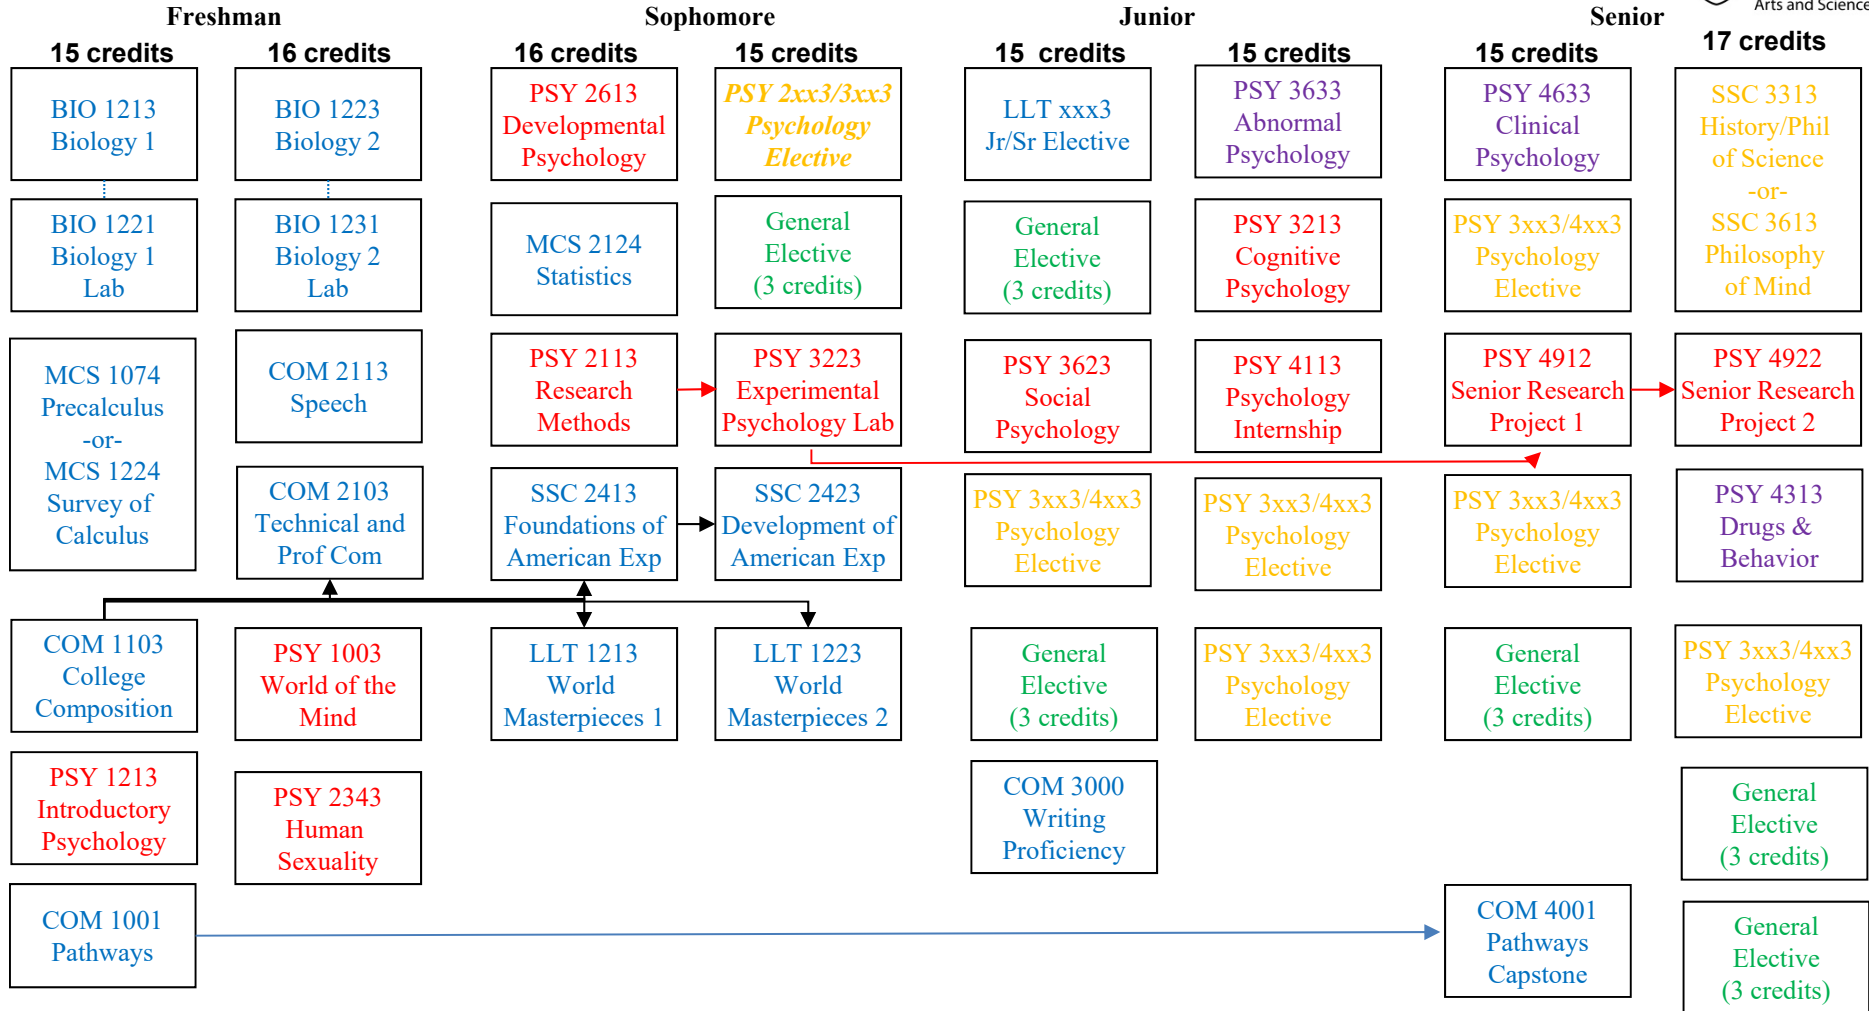 Arts and Science
Freshman
Sophomore
Junior
Senior
15 credits
16 credits
16 credits
15 credits
15 credits
15 credits
15 credits
17 credits
BIO 1213
Biology 1
BIO 1221
Biology 1
Lab
MCS 1074
Precalculus
-or-
MCS 1224
Survey of
Calculus
COM 1103
College
Composition
PSY 1213
Introductory
Psychology
COM 1001
Pathways
BIO 1223
Biology 2
BIO 1231
Biology 2
Lab
COM 2113
Speech
COM 2103
Technical and
Prof Com
PSY 1003
World of the
Mind
PSY 2343
Human
Sexuality
PSY 2613
Developmental
Psychology
MCS 2124
Statistics
PSY 2113
Research
Methods
SSC 2413
Foundations of
American Exp
LLT 1213
World
Masterpieces 1
PSY 2xx3/3xx3
Psychology
Elective
General
Elective
(3 credits)
PSY 3223
Experimental
Psychology Lab
SSC 2423
Development of
American Exp
LLT 1223
World
Masterpieces 2
LLT xxx3
Jr/Sr Elective
General
Elective
(3 credits)
PSY 3623
Social
Psychology
PSY 3xx3/4xx3
Psychology
Elective
General
Elective
(3 credits)
COM 3000
Writing
Proficiency
PSY 3633
Abnormal
Psychology
PSY 3213
Cognitive
Psychology
PSY 4113
Psychology
Internship
PSY 3xx3/4xx3
Psychology
Elective
PSY 3xx3/4xx3
Psychology
Elective
PSY 4633
Clinical
Psychology
PSY 3xx3/4xx3
Psychology
Elective
PSY 4912
Senior Research
Project 1
PSY 3xx3/4xx3
Psychology
Elective
General
Elective
(3 credits)
COM 4001
Pathways
Capstone
SSC 3313
History/Phil
of Science
-or-
SSC 3613
Philosophy
of Mind
PSY 4922
Senior Research
Project 2
PSY 4313
Drugs &
Behavior
PSY 3xx3/4xx3
Psychology
Elective
General
Elective
(3 credits)
General
Elective
(3 credits)